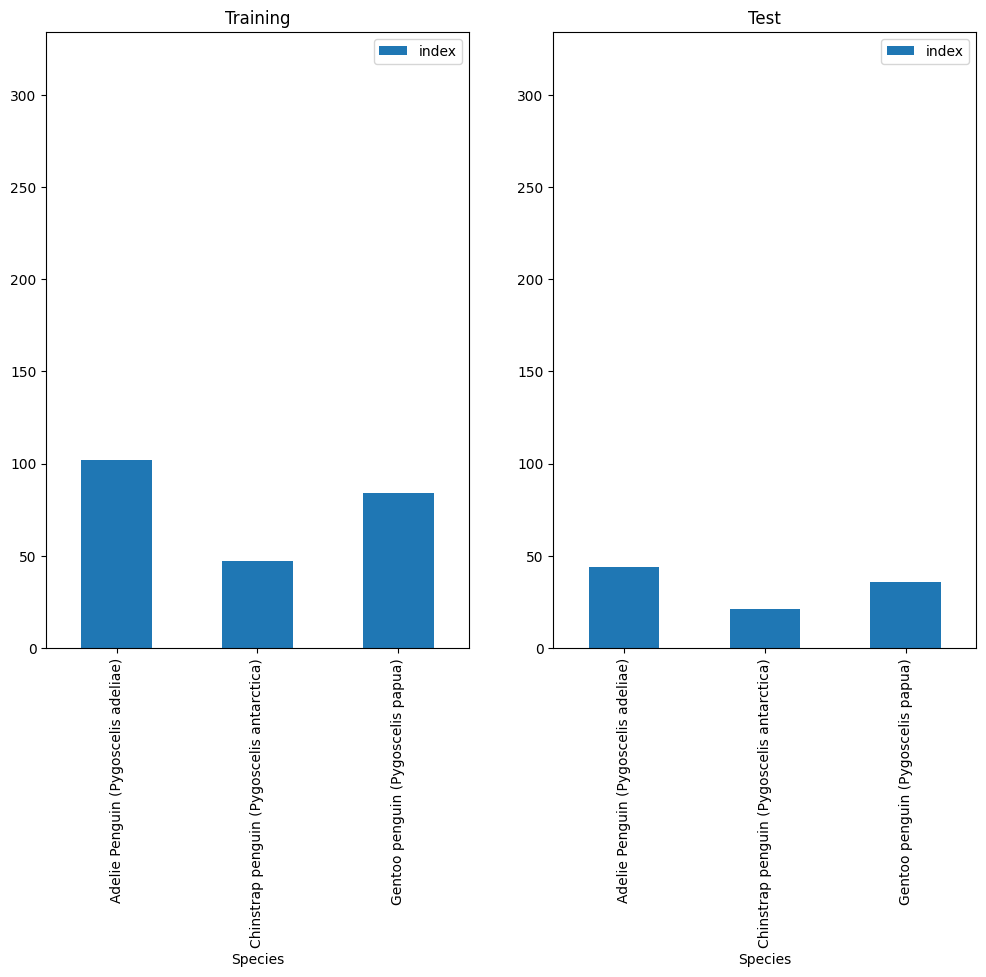 Training
index
300
250
200
150
100
50
0
Adelie Penguin (Pygoscelis adeliae)
Chinstrap penguin (Pygoscelis antarctica)
Gentoo penguin (Pygoscelis papua)
Species
Test
index
300
250
200
150
100
50
0
Adelie Penguin (Pygoscelis adeliae)
Chinstrap penguin (Pygoscelis antarctica)
Gentoo penguin (Pygoscelis papua)
Species